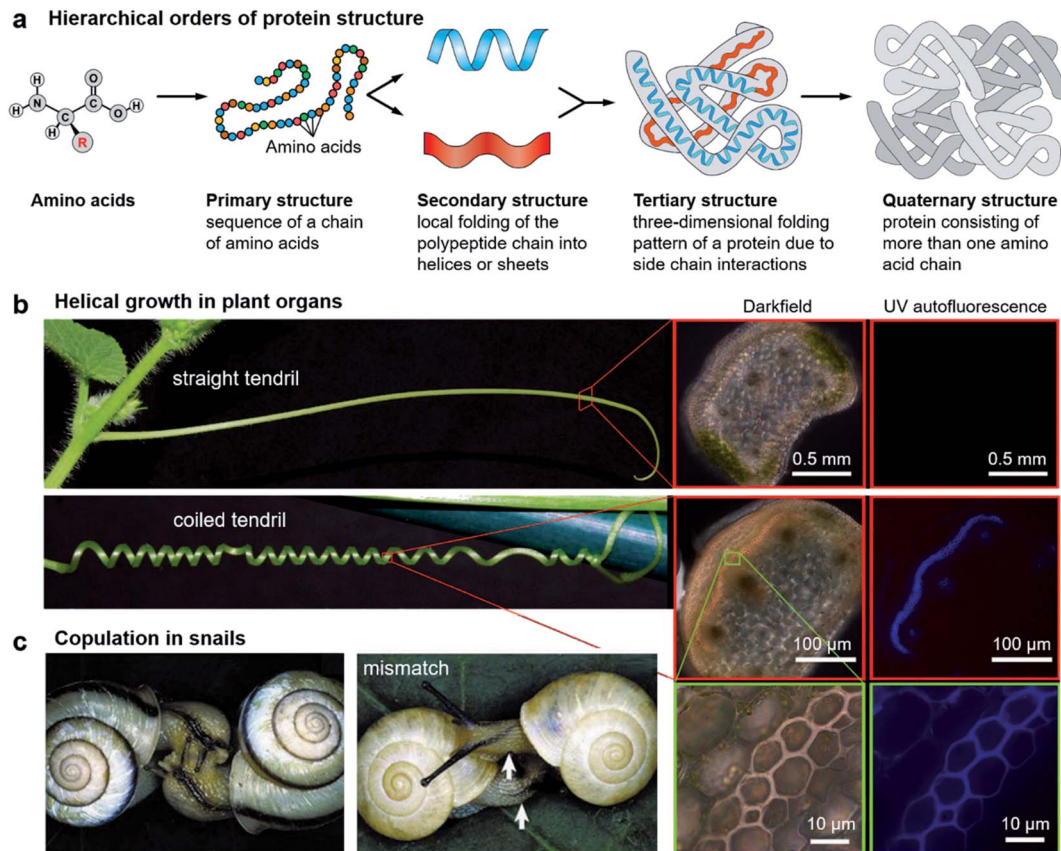 a Hierarchical orders of protein structure
H
H
N
C
H
R
C
O
O
H
Amino acids
Amino acids
Primary structure
sequence of a chain
of amino acids
Secondary structure
local folding of the
polypeptide chain into
helices or sheets
Tertiary structure
three-dimensional folding
pattern of a protein due to
side chain interactions
Quaternary structure
protein consisting of
more than one amino
acid chain
b Helical growth in plant organs
Darkfield
UV autofluorescence
straight tendril
0.5 mm
0.5 mm
coiled tendril
100 µm
100 µm
c Copulation in snails
mismatch
10 µm
10 µm